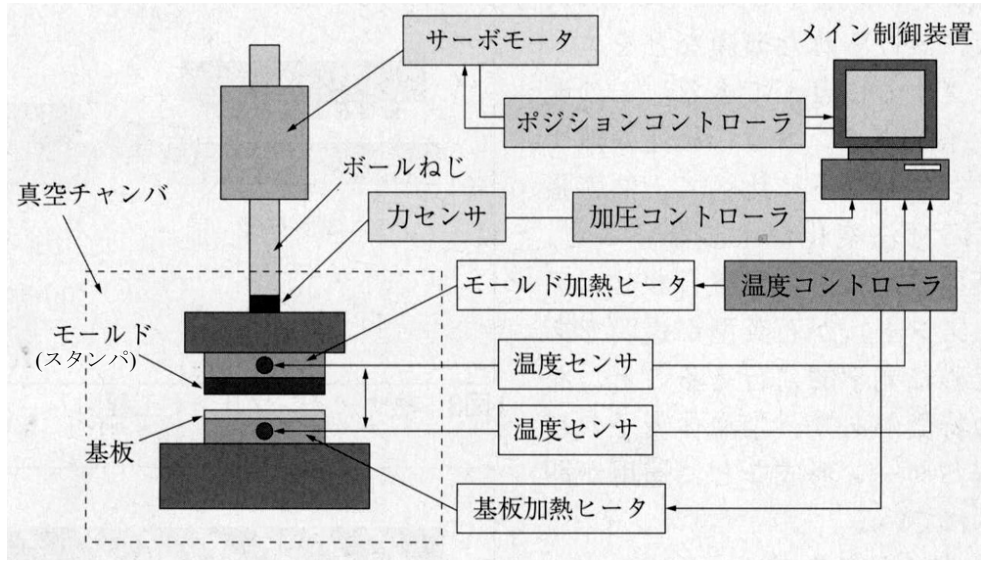 サーボモータ
メイン制御装置
ポジションコントローラ
ボールねじ
真空チャンバ
力センサ
加圧コントローラ
モールド加熱ヒータ
温度コントローラ
モールド
(スタンパ)
温度センサ
温度センサ
基板
基板加熱ヒータ